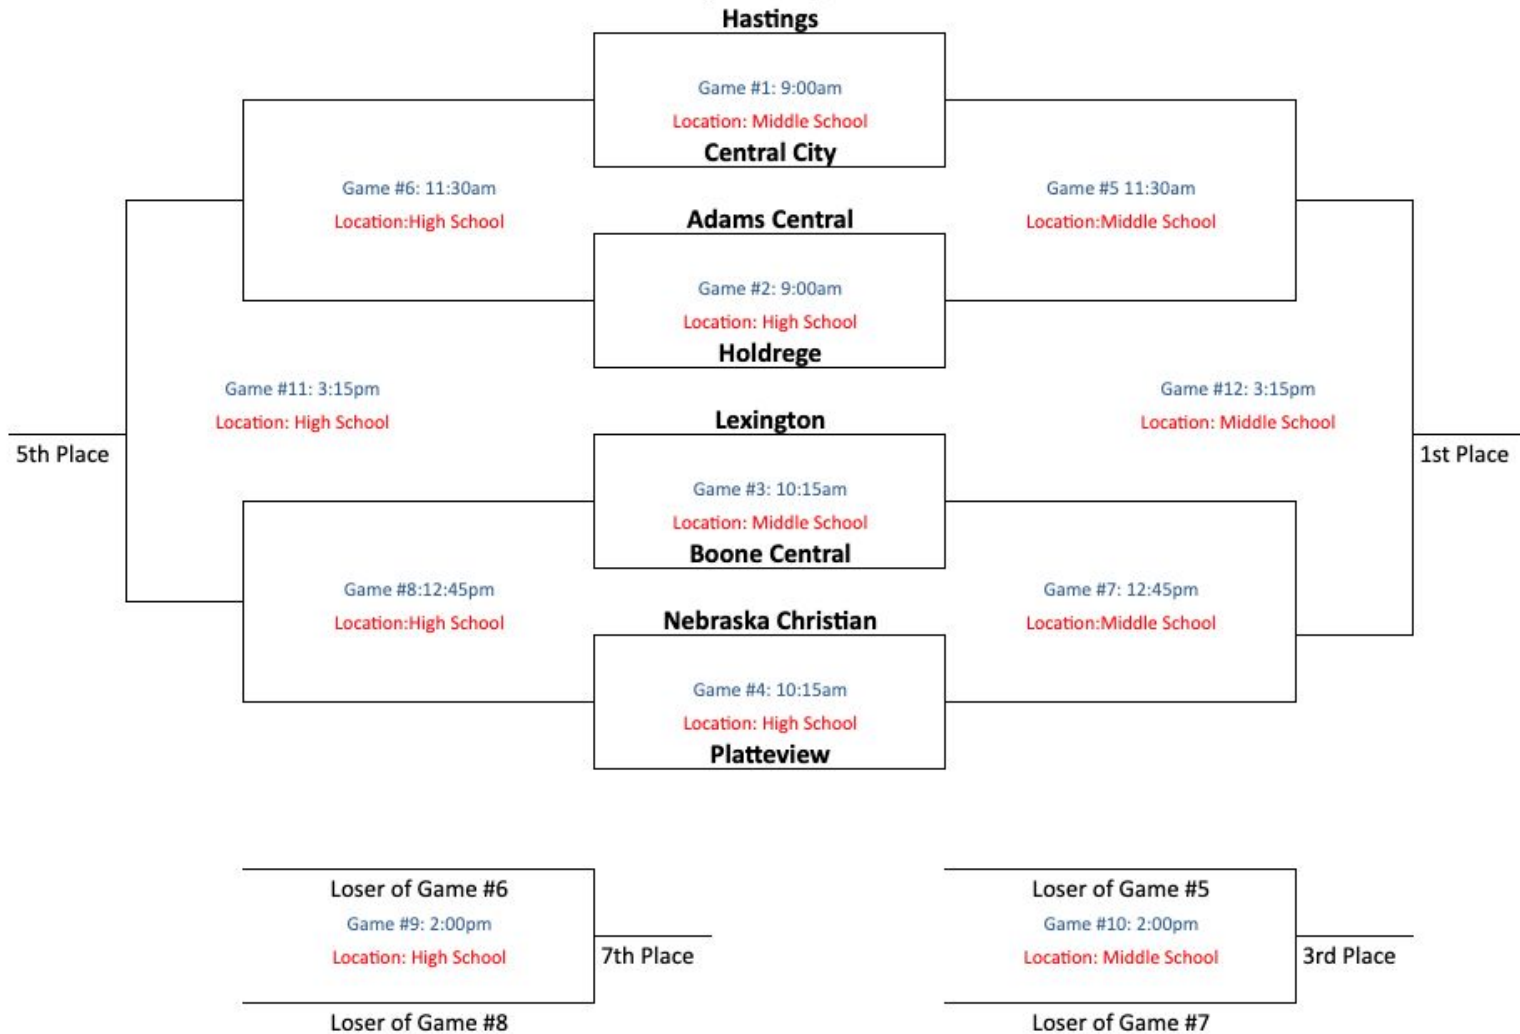 Hastings
Game #1: 9:00am
Location: Middle School
Central City
Game #6: 11:30am
Location:High School
Game #5 11:30am
Location:Middle School
Adams Central
Game #2: 9:00am
Location: High School
Holdrege
Game #11: 3:15pm
Location: High School
Game #12: 3:15pm
Location: Middle School
5th Place
1st Place
Lexington
Game #3: 10:15am
Location: Middle School
Boone Central
Game #8:12:45pm
Location:High School
Game #7: 12:45pm
Location:Middle School
Nebraska Christian
Game #4: 10:15am
Location: High School
Platteview
Loser of Game #6
Game #9: 2:00pm
Location: High School
7th Place
Loser of Game #8
Loser of Game #5
Game #10: 2:00pm
Location: Middle School
3rd Place
Loser of Game #7